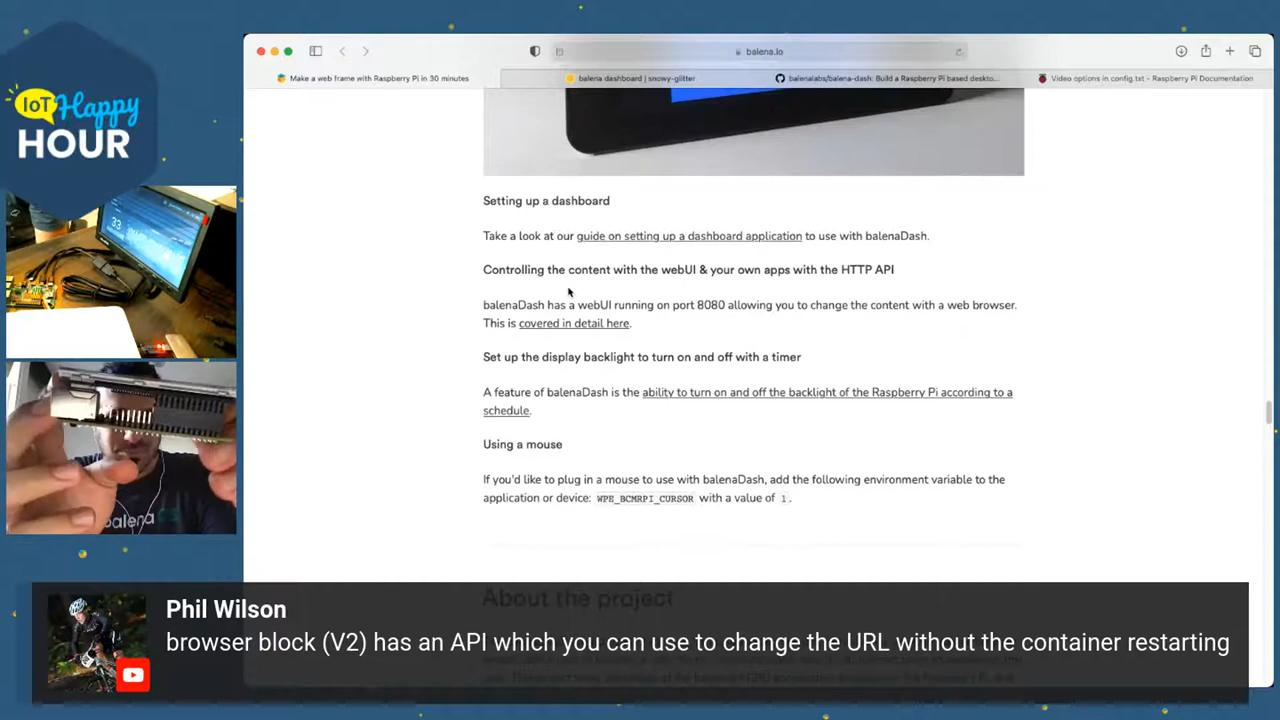 IoT Happy
HOUR
33
balena
balena.io
Make a web frame with Raspberry Pi in 30 minutes
balena dashboard | snowy-glitter
balenalabs/balena-dash: Build a Raspberry Pi based deskto...
Video options in config.txt - Raspberry Pi Documentation
Setting up a dashboard
Take a look at our guide on setting up a dashboard application to use with balenaDash.
Controlling the content with the webUI & your own apps with the HTTP API
balenaDash has a webUI running on port 8080 allowing you to change the content with a web browser.
This is covered in detail here.
Set up the display backlight to turn on and off with a timer
A feature of balenaDash is the ability to turn on and off the backlight of the Raspberry Pi according to a
schedule.
Using a mouse
If you'd like to plug in a mouse to use with balenaDash, add the following environment variable to the
application or device: WPE_BCMRPI_CURSOR with a value of 1.
About the project
Phil Wilson
browser block (V2) has an API which you can use to change the URL without the container restarting